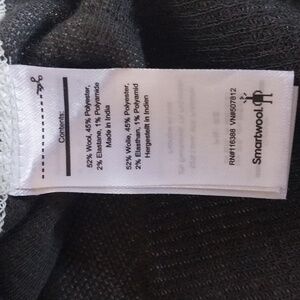 Contents:
52% Wool, 45% Polyester,
2% Elastane, 1% Polyamide
Made in India
52% Wolle, 45% Polyester,
2% Elasthan, 1% Polyamid
Hergestellt in Indien
Smartwool
RN#116388 VN#8507812